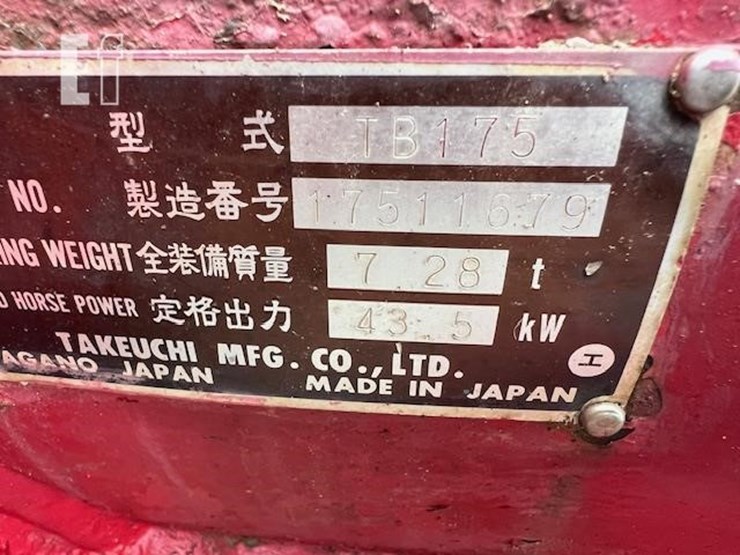 Ef
型 式 TB175
NO. 製造番号 17511679
ING WEIGHT 全装備質量 7.28 t
D HORSE POWER 定格出力 43.5 kW
TAKEUCHI MFG. CO., LTD.
AGANO JAPAN MADE IN JAPAN